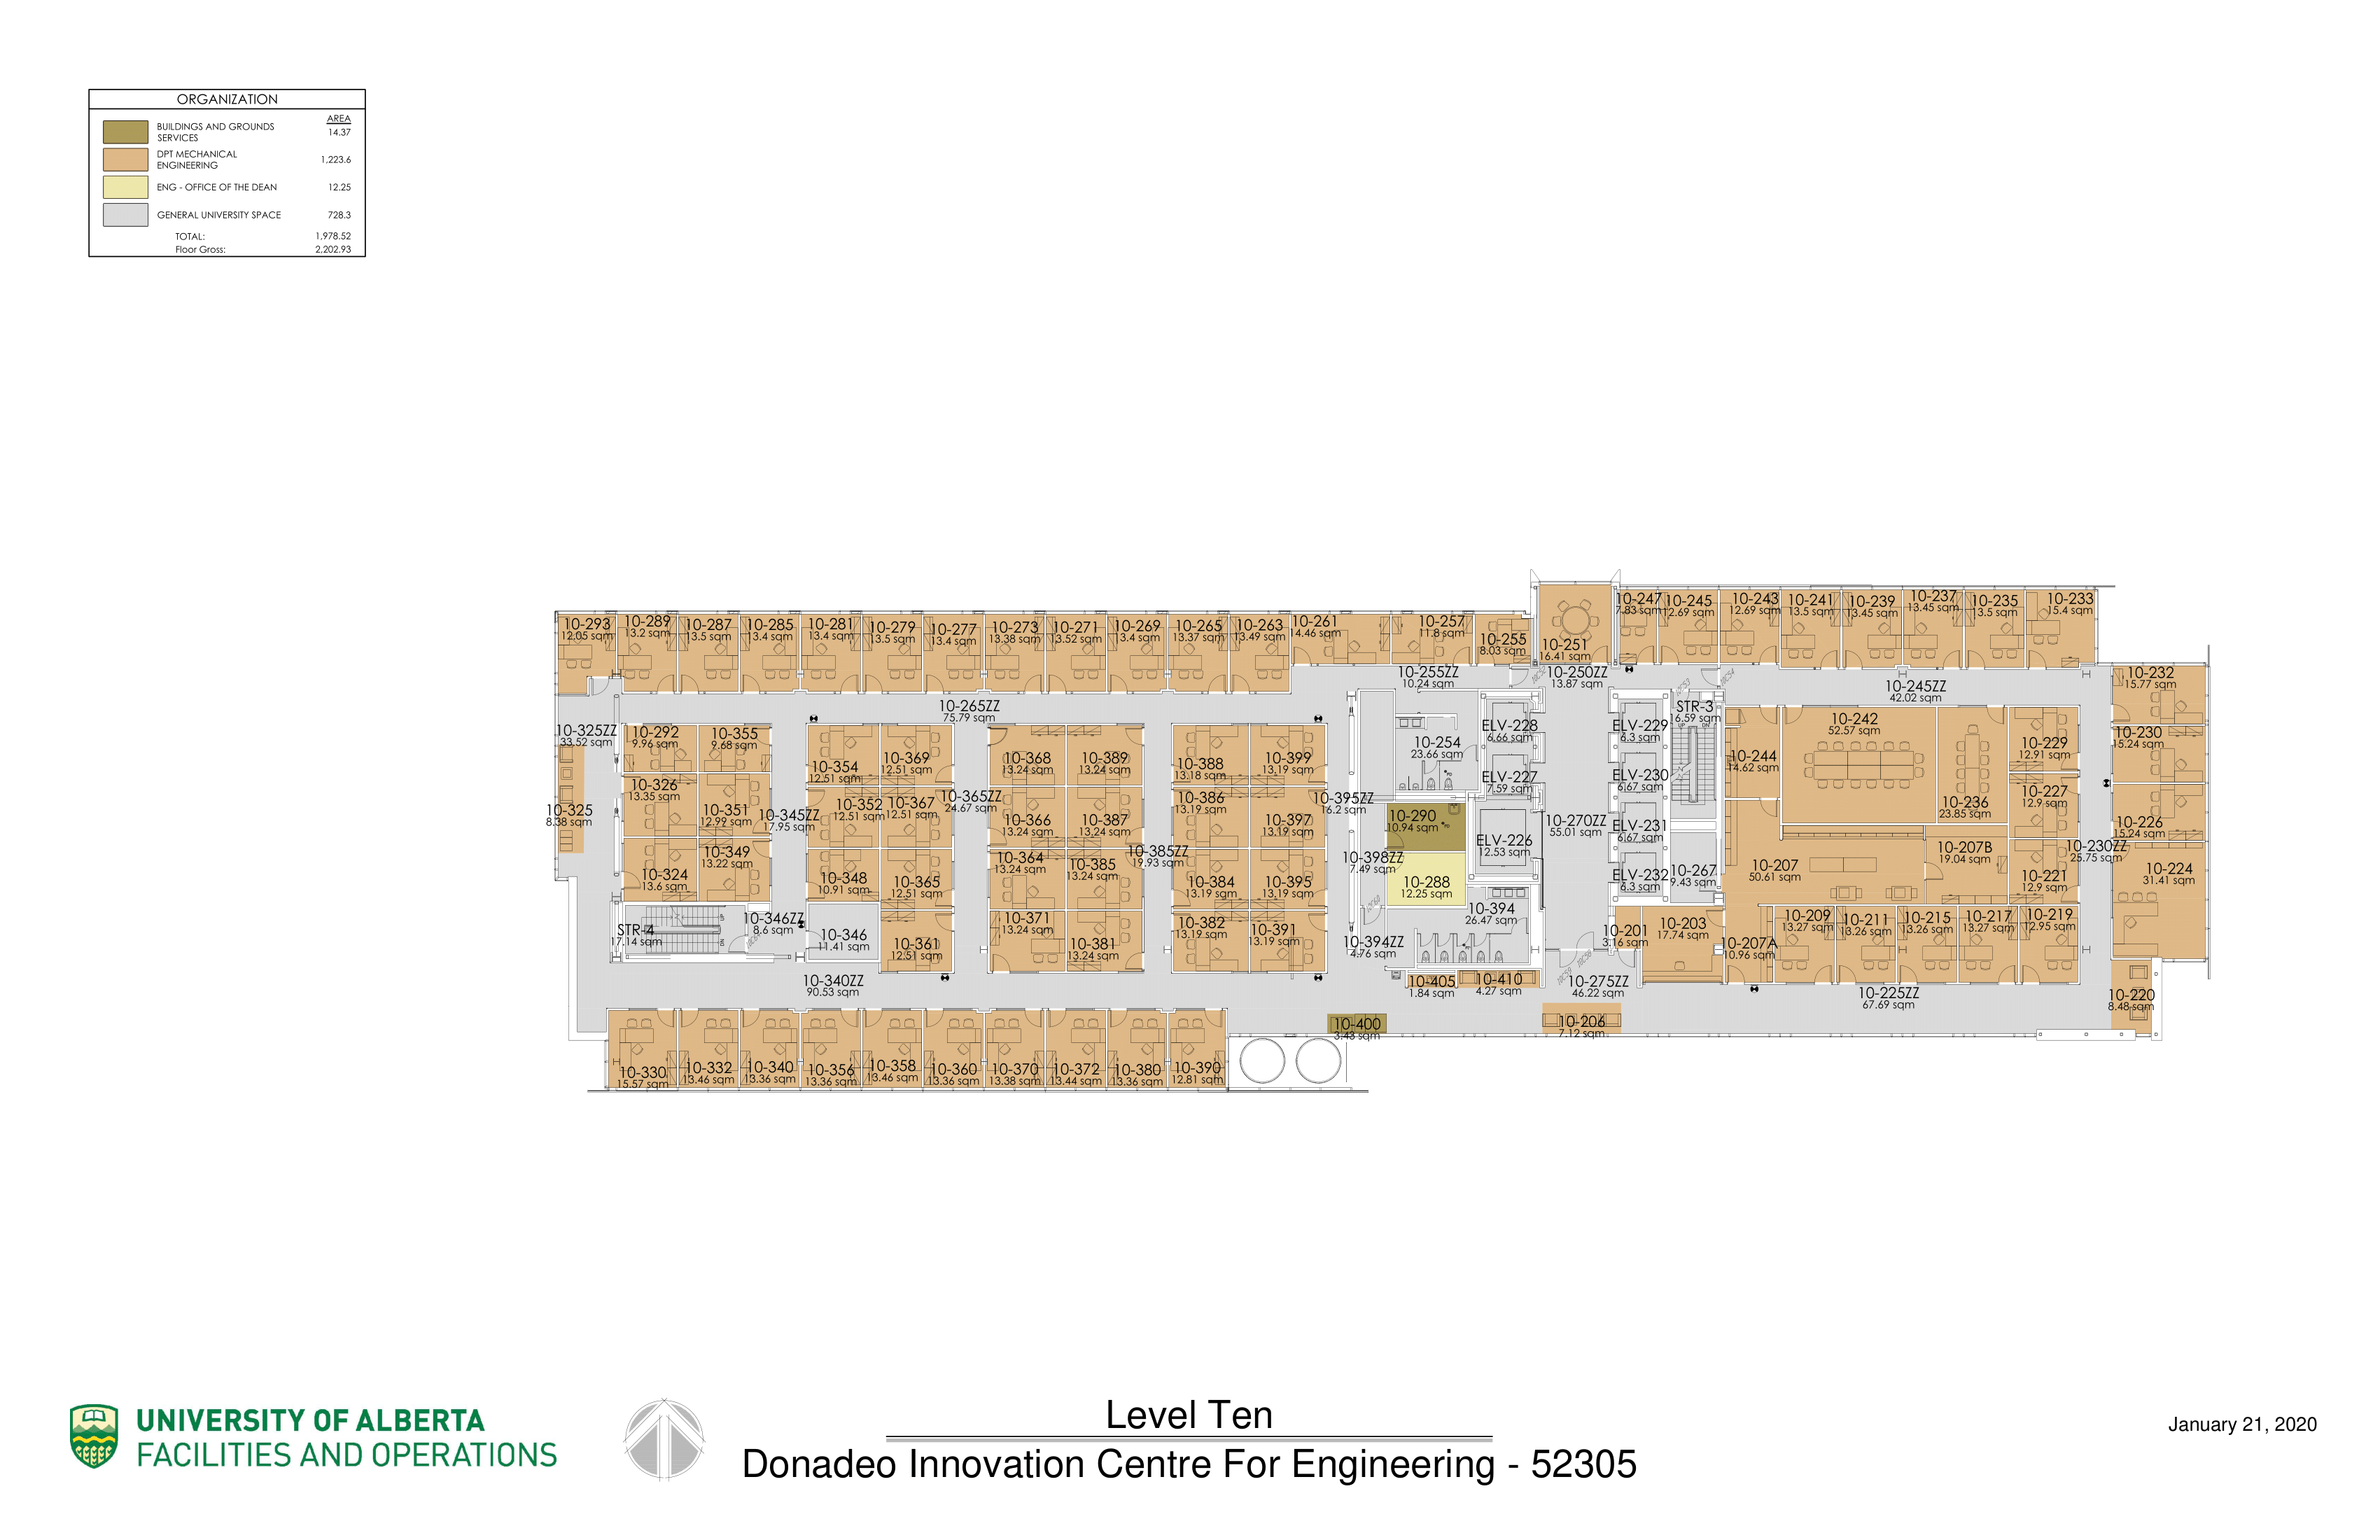 ORGANIZATION
AREA
BUILDINGS AND GROUNDS
SERVICES
14.37
DPT MECHANICAL
ENGINEERING
1,223.6
ENG - OFFICE OF THE DEAN 12.25
GENERAL UNIVERSITY SPACE 728.3
TOTAL: 1,978.52
Floor Gross: 2,202.93
10-293
12.05 sqm
10-289
13.2 sqm
10-287
13.5 sqm
10-285
13.4 sqm
10-281
13.4 sqm
10-279
13.5 sqm
10-277
13.4 sqm
10-273
13.38 sqm
10-271
13.52 sqm
10-269
13.4 sqm
10-265
13.37 sqm
10-263
13.49 sqm
10-261
14.46 sqm
10-257
11.8 sqm
10-255
8.03 sqm
10-251
16.41 sqm
10-247
7.83 sqm
10-245
12.69 sqm
10-243
12.69 sqm
10-241
13.5 sqm
10-239
13.45 sqm
10-237
13.45 sqm
10-235
13.5 sqm
10-233
15.4 sqm
10-255ZZ
10.24 sqm
10-250ZZ
13.87 sqm
10-245ZZ
42.02 sqm
10-232
15.77 sqm
10-265ZZ
75.79 sqm
10-325ZZ
33.52 sqm
10-292
9.96 sqm
10-355
9.68 sqm
10-354
12.51 sqm
10-369
12.51 sqm
10-368
13.24 sqm
10-389
13.24 sqm
10-388
13.18 sqm
10-399
13.19 sqm
10-254
23.66 sqm
ELV-228
6.66 sqm
ELV-229
6.3 sqm
STR-3
16.59 sqm
10-244
14.62 sqm
10-242
52.57 sqm
10-229
12.91 sqm
10-230
15.24 sqm
10-325
8.38 sqm
10-326
13.35 sqm
10-351
12.99 sqm
10-345ZZ
17.95 sqm
10-352
12.51 sqm
10-367
12.51 sqm
10-365ZZ
24.67 sqm
10-366
13.24 sqm
10-387
13.24 sqm
10-386
13.19 sqm
10-397
13.19 sqm
10-395ZZ
16.2 sqm
10-290
10.94 sqm
ELV-227
7.59 sqm
ELV-230
6.67 sqm
10-236
23.85 sqm
10-227
12.9 sqm
10-226
15.24 sqm
10-324
13.6 sqm
10-349
13.22 sqm
10-348
10.91 sqm
10-365
12.51 sqm
10-364
13.24 sqm
10-385
13.24 sqm
10-385ZZ
19.93 sqm
10-384
13.19 sqm
10-395
13.19 sqm
10-398ZZ
7.49 sqm
10-288
12.25 sqm
ELV-226
12.53 sqm
10-270ZZ
55.01 sqm
ELV-231
6.67 sqm
ELV-232
6.3 sqm
10-267
9.43 sqm
10-207
50.61 sqm
10-207B
19.04 sqm
10-221
12.9 sqm
10-230ZZ
25.75 sqm
10-224
31.41 sqm
STR-4
17.14 sqm
UP
DN
10-346ZZ
8.6 sqm
10-346
11.41 sqm
10-361
12.51 sqm
10-371
13.24 sqm
10-381
13.24 sqm
10-382
13.19 sqm
10-391
13.19 sqm
10-394ZZ
4.76 sqm
10-394
26.47 sqm
10-201
3.16 sqm
10-203
17.74 sqm
10-207A
10.96 sqm
10-209
13.27 sqm
10-211
13.26 sqm
10-215
13.26 sqm
10-217
13.27 sqm
10-219
12.95 sqm
10-340ZZ
90.53 sqm
10-405
1.84 sqm
10-410
4.27 sqm
10-275ZZ
46.22 sqm
10-225ZZ
67.69 sqm
10-220
8.48 sqm
10-400
3.43 sqm
10-206
7.12 sqm
10-330
15.57 sqm
10-332
13.46 sqm
10-340
13.36 sqm
10-356
13.36 sqm
10-358
13.46 sqm
10-360
13.36 sqm
10-370
13.38 sqm
10-372
13.44 sqm
10-380
13.36 sqm
10-390
12.81 sqm
UNIVERSITY OF ALBERTA
FACILITIES AND OPERATIONS
Level Ten
Donadeo Innovation Centre For Engineering - 52305
January 21, 2020